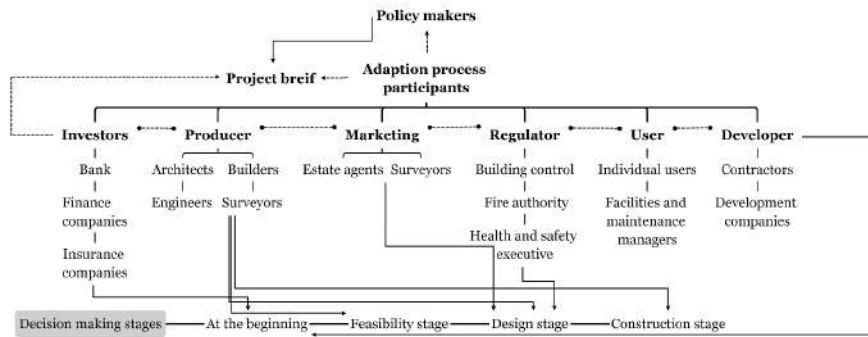 Policy makers
Project breif
Adaption process
participants
Investors Producer Marketing Regulator User Developer
Bank Architects Builders Estate agents Surveyors Building control Individual users Contractors
Finance Engineers Surveyors Fire authority Facilities and Development
companies maintenance companies
Insurance Health and safety managers
companies executive
Decision making stages At the beginning Feasibility stage Design stage Construction stage